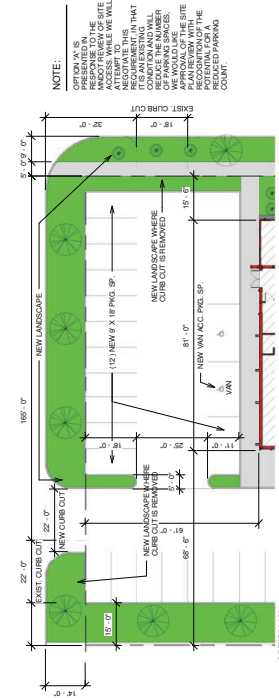 NOTE:
OPTION "A" IS
PRESENTED IN
RESPONSE TO THE
MNDOT REVIEW OF SITE
ACCESS. WHILE WE WILL
ATTEMPT TO
NEGOTIATE THIS
REQUIREMENT, IN THAT
IT IS AN EXISTING
CONDITION AND WILL
REDUCE THE NUMBER
OF PARKING SPACES,
WE WOULD LIKE
APPROVAL OF THE SITE
PLAN REVIEW WITH
RECOGNITION OF THE
POTENTIAL FOR A
REDUCED PARKING
COUNT.
EXIST. CURB CUT
32' - 0"
18' - 0"
5' - 0"
9' - 0"
15' - 6"
NEW LANDSCAPE
165' - 0"
(12) NEW 9' X 18' PKG. SP.
NEW LANDSCAPE WHERE
CURB CUT IS REMOVED
81' - 0"
NEW VAN ACC. PKG. SP.
VAN
18' - 0"
25' - 0"
11' - 0"
5' - 0"
22' - 0"
NEW CURB CUT
EXIST. CURB CUT
22' - 0"
NEW LANDSCAPE WHERE
CURB CUT IS REMOVED
61' - 0"
68' - 6"
15' - 0"
14' - 0"